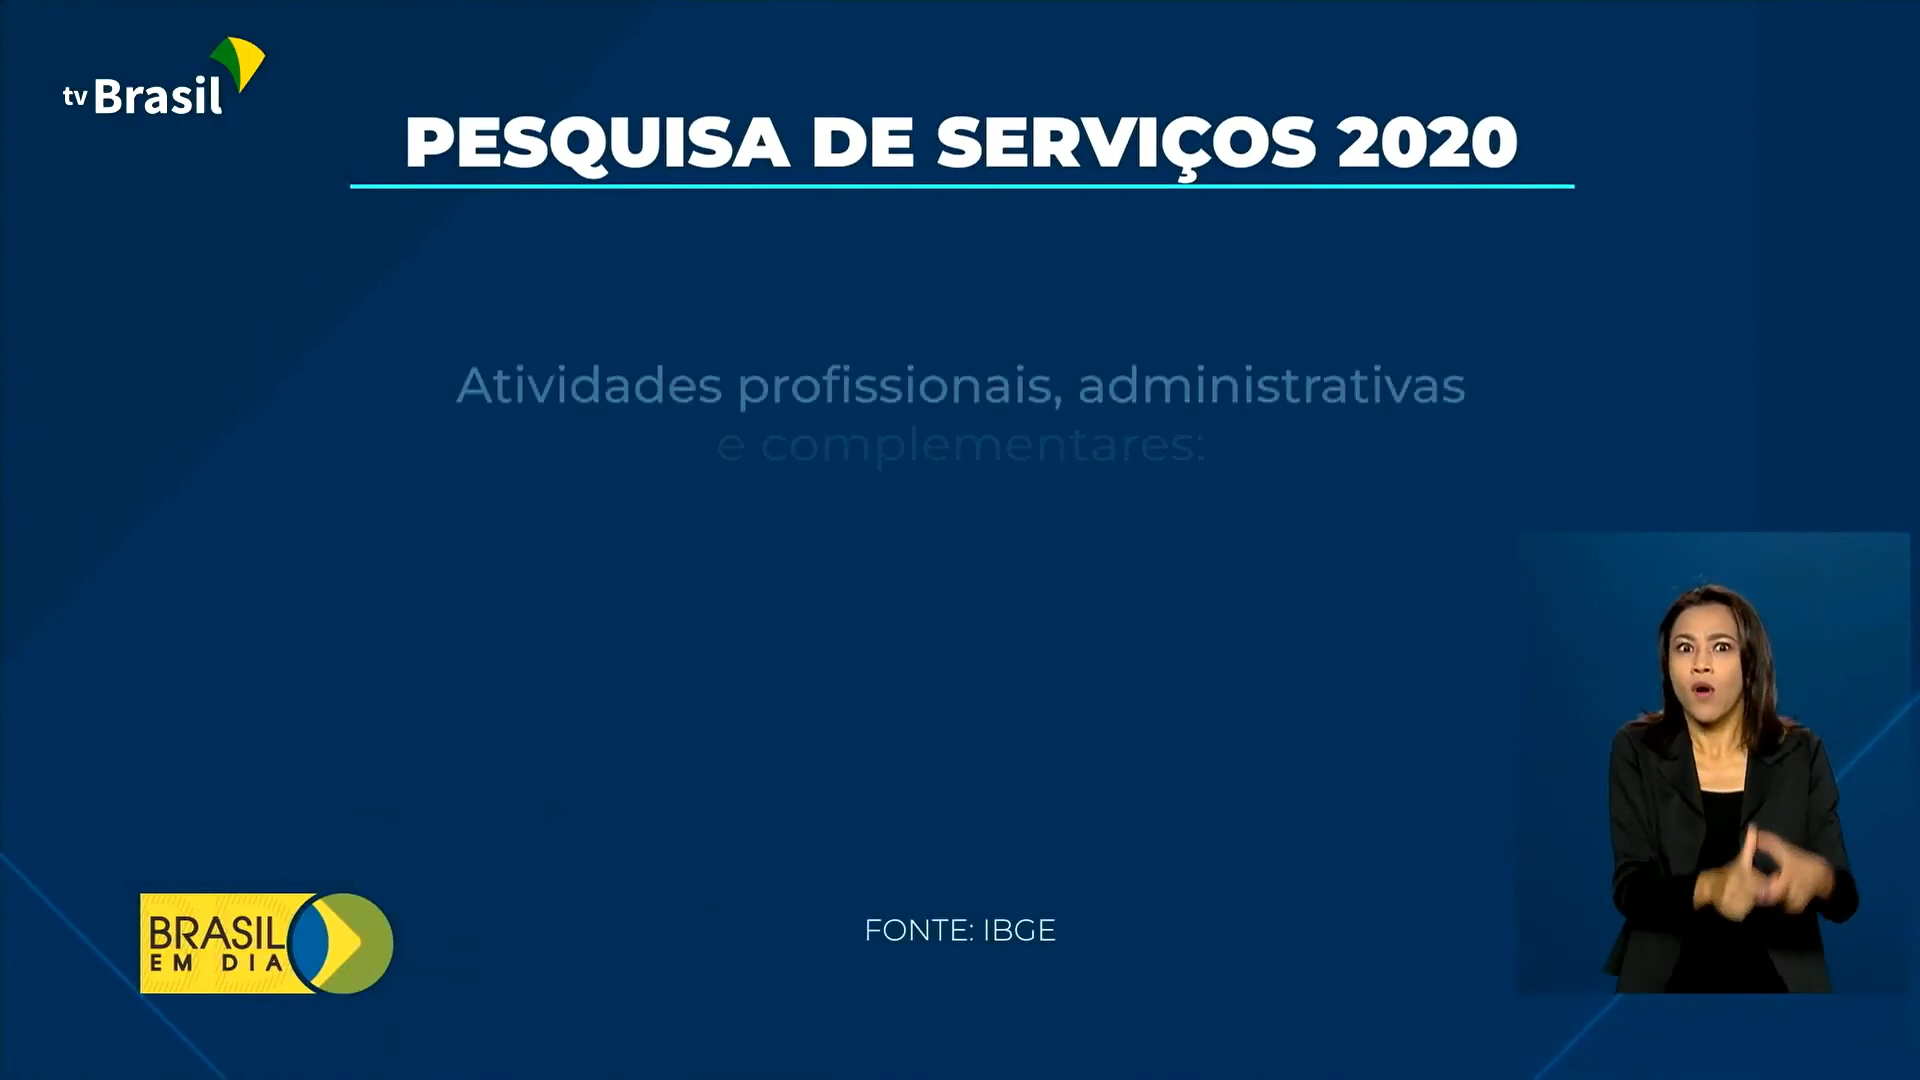 tv Brasil
PESQUISA DE SERVIÇOS 2020
Atividades profissionais, administrativas
e complementares:
BRASIL
EM DIA
FONTE: IBGE